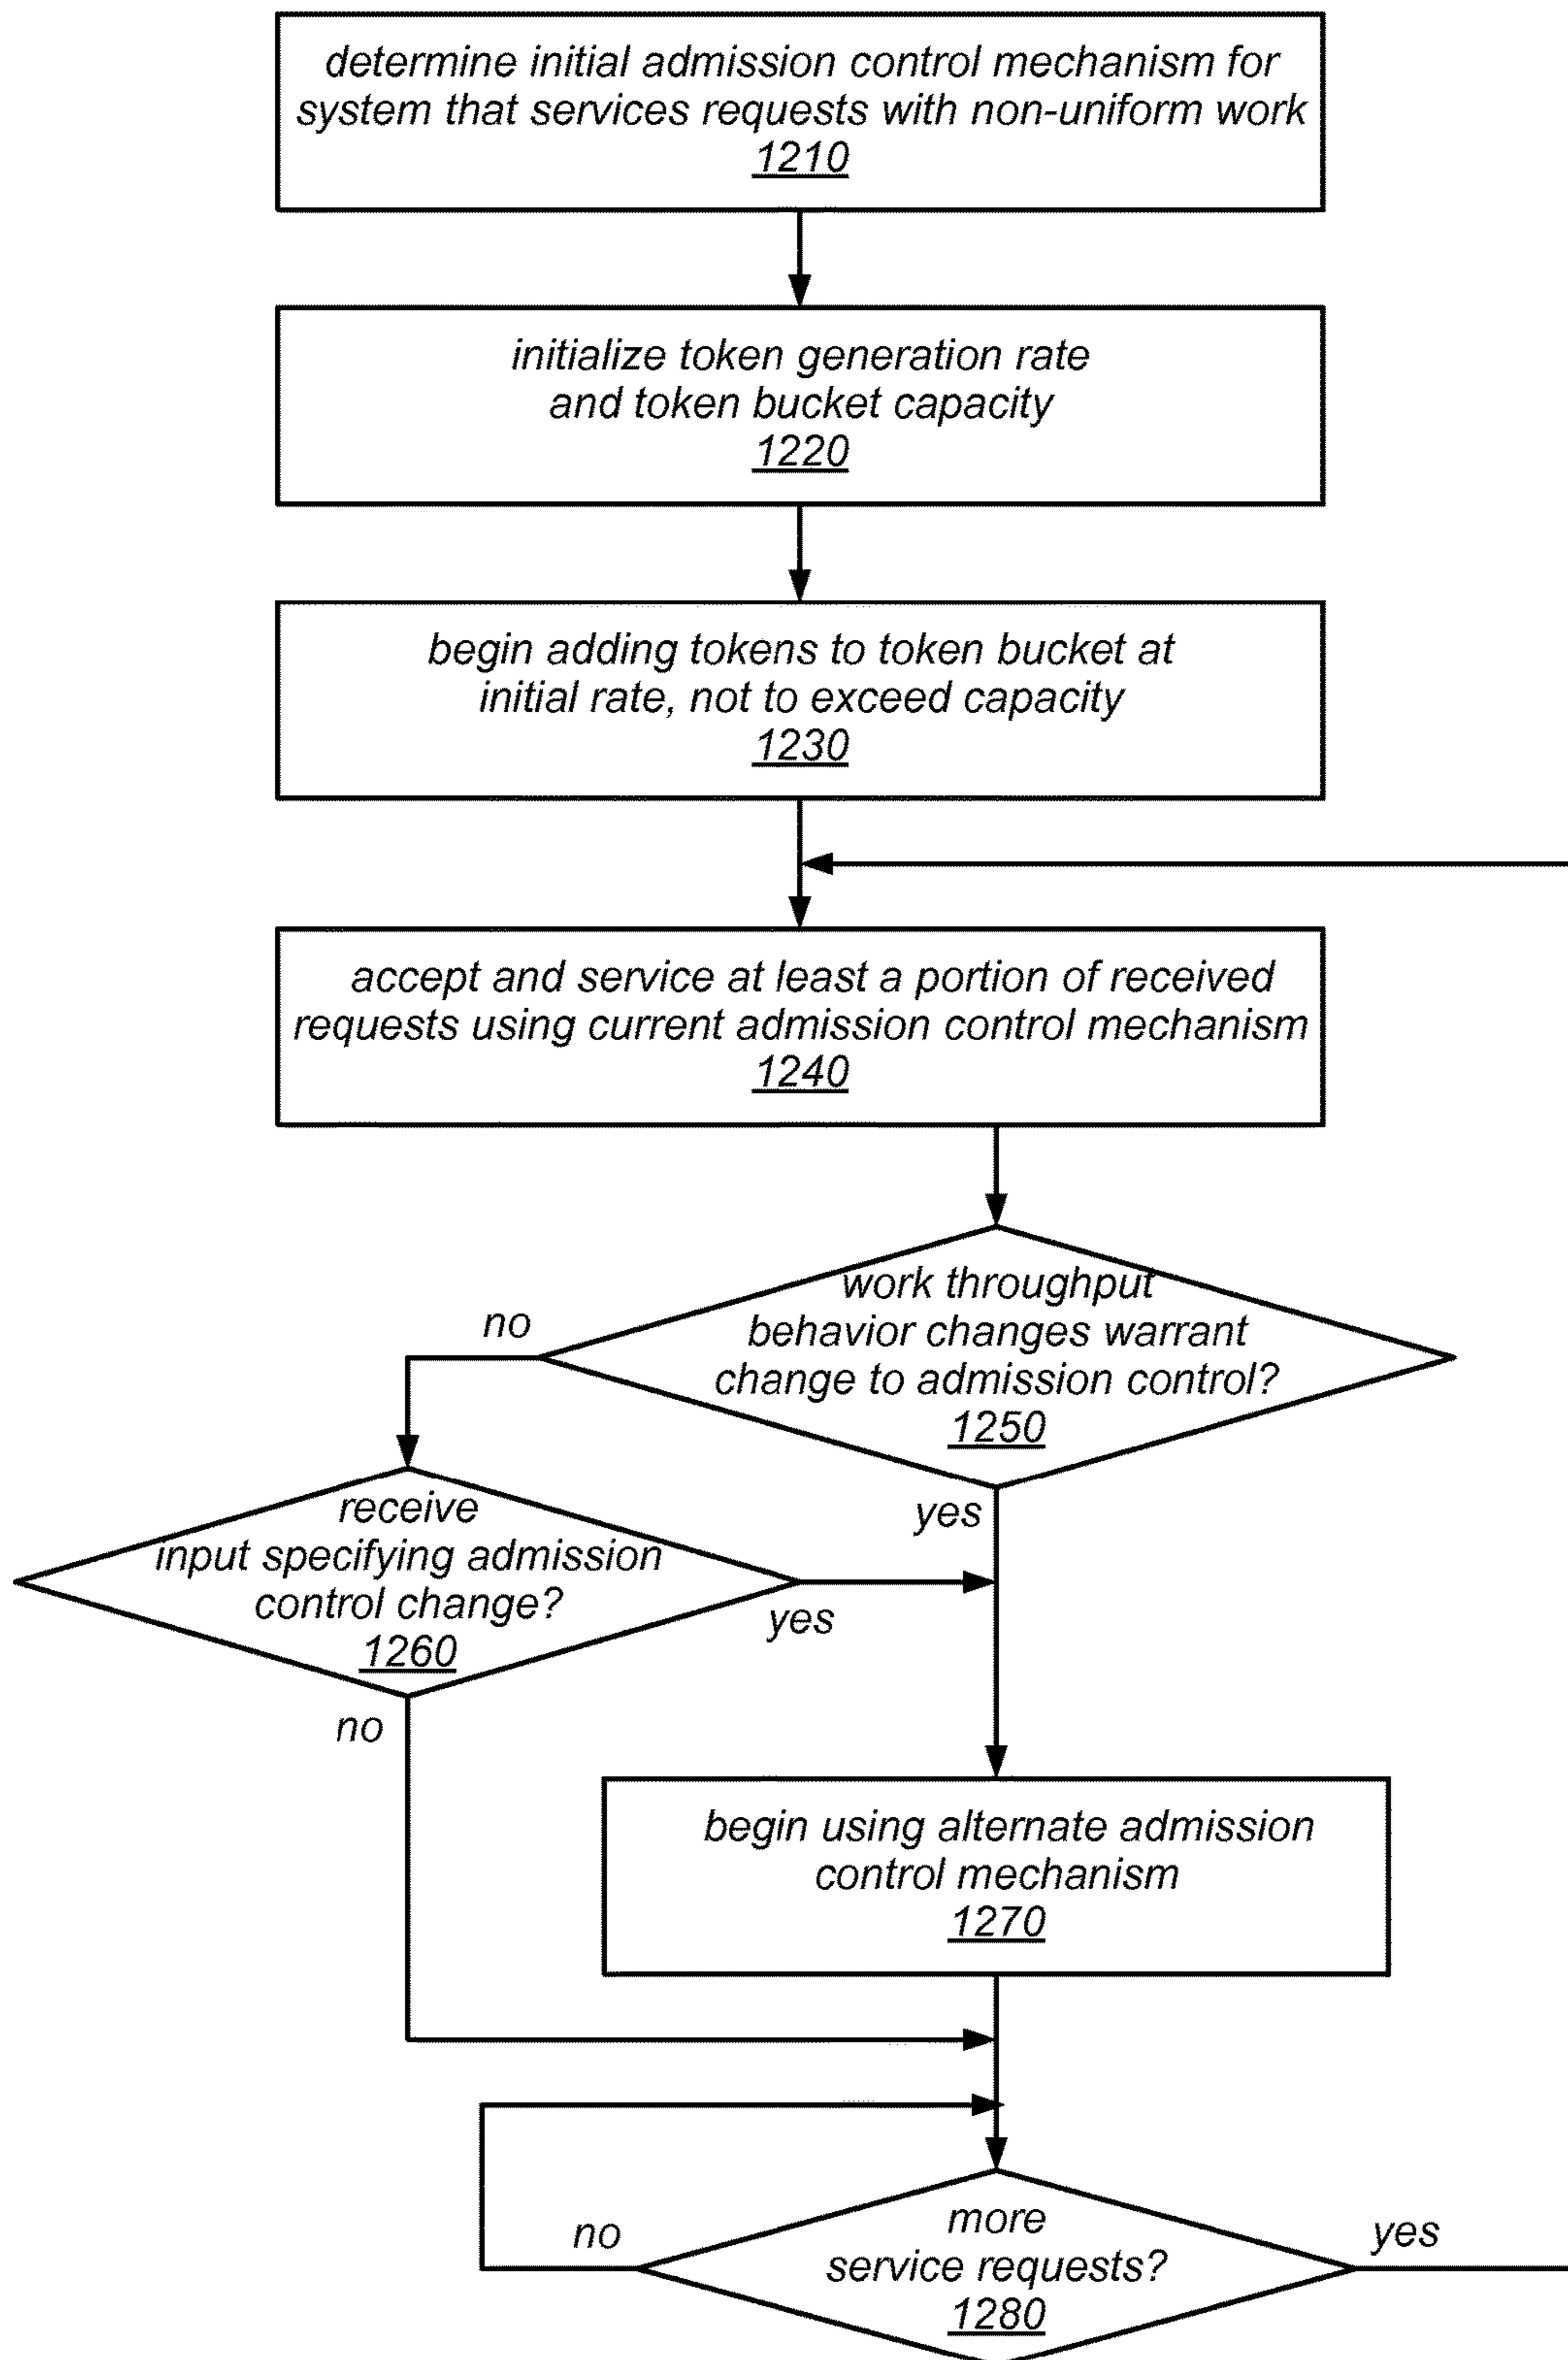 determine initial admission control mechanism for
system that services requests with non-uniform work
1210
initialize token generation rate
and token bucket capacity
1220
begin adding tokens to token bucket at
initial rate, not to exceed capacity
1230
accept and service at least a portion of received
requests using current admission control mechanism
1240
work throughput
behavior changes warrant
change to admission control?
1250
no
yes
receive
input specifying admission
control change?
1260
yes
no
begin using alternate admission
control mechanism
1270
more
service requests?
1280
no
yes